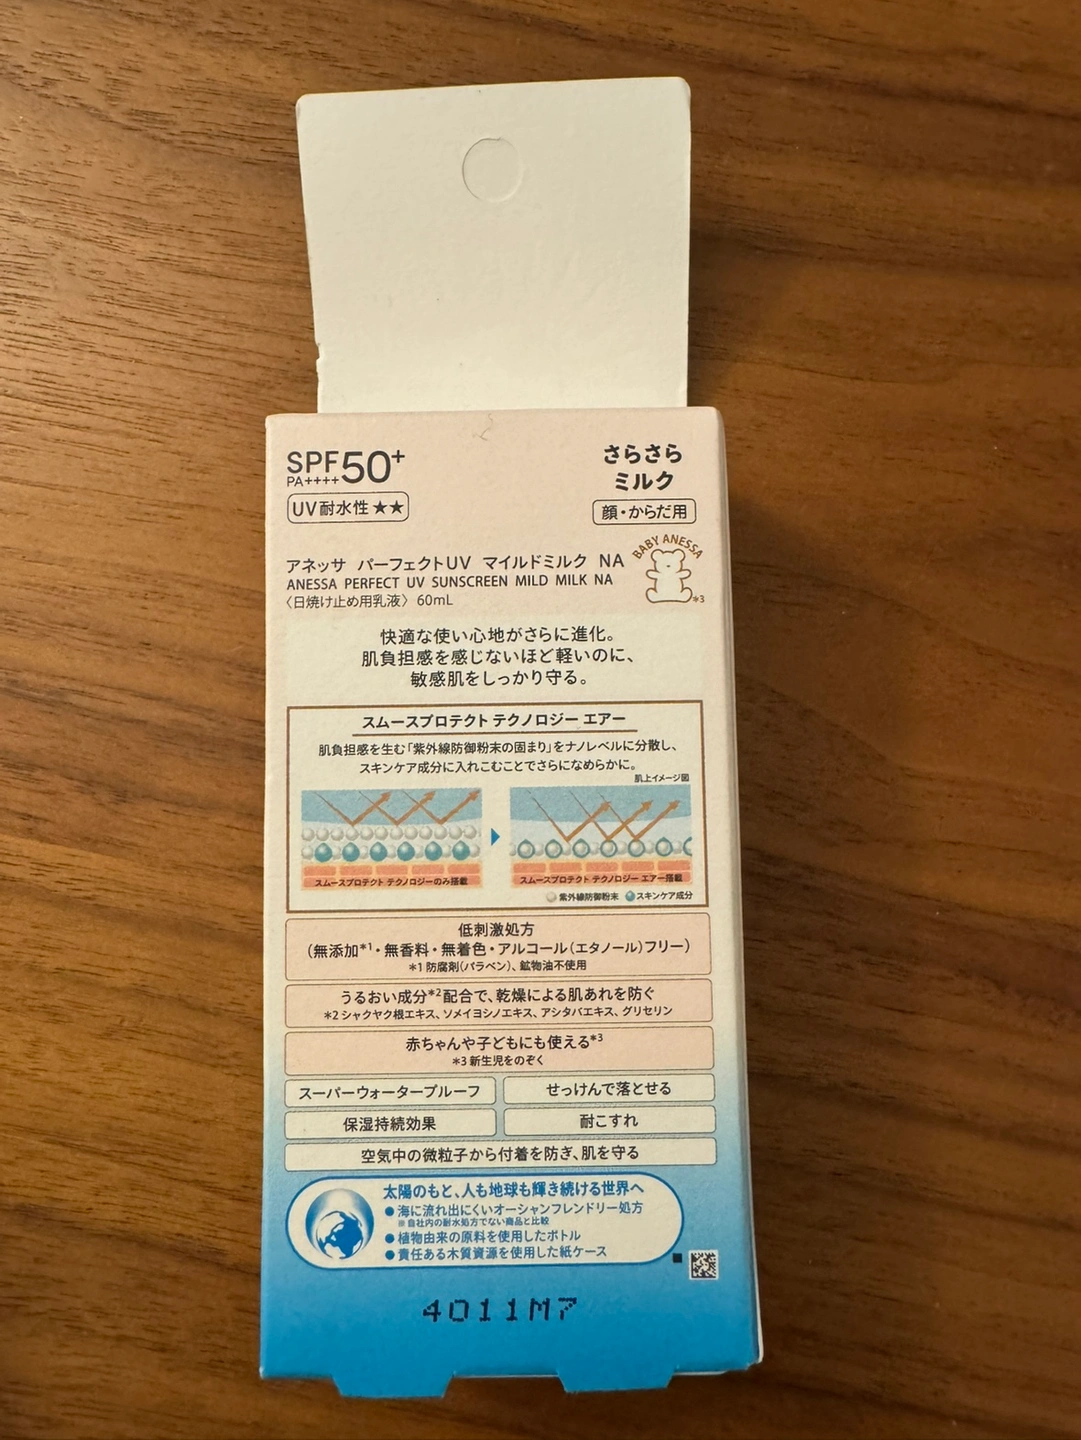 SPF50+
PA++++
UV耐水性★★
さらさら
ミルク
顔・からだ用
アネッサ パーフェクトUV マイルドミルク NA
ANESSA PERFECT UV SUNSCREEN MILD MILK NA
〈日焼け止め用乳液〉 60mL
BABY ANESSA
*3
快適な使い心地がさらに進化。
肌負担感を感じないほど軽いのに、
敏感肌をしっかり守る。
スムースプロテクト テクノロジー エアー
肌負担感を生む「紫外線防御粉末の固まり」をナノレベルに分散し、
スキンケア成分に入れこむことでさらになめらかに。
肌上イメージ図
スムースプロテクト テクノロジーのみ搭載
スムースプロテクト テクノロジー エアー搭載
紫外線防御粉末 スキンケア成分
低刺激処方
（無添加*1・無香料・無着色・アルコール（エタノール）フリー）
*1 防腐剤（パラベン）、鉱物油不使用
うるおい成分*2配合で、乾燥による肌あれを防ぐ
*2 シャクヤク根エキス、ソメイヨシノエキス、アシタバエキス、グリセリン
赤ちゃんや子どもにも使える*3
*3 新生児をのぞく
スーパーウォータープルーフ
せっけんで落とせる
保湿持続効果
耐こすれ
空気中の微粒子から付着を防ぎ、肌を守る
太陽のもと、人も地球も輝き続ける世界へ
●海に流れ出にくいオーシャンフレンドリー処方
※自社内の耐水処方でない商品と比較
●植物由来の原料を使用したボトル
●責任ある木質資源を使用した紙ケース
4011M7